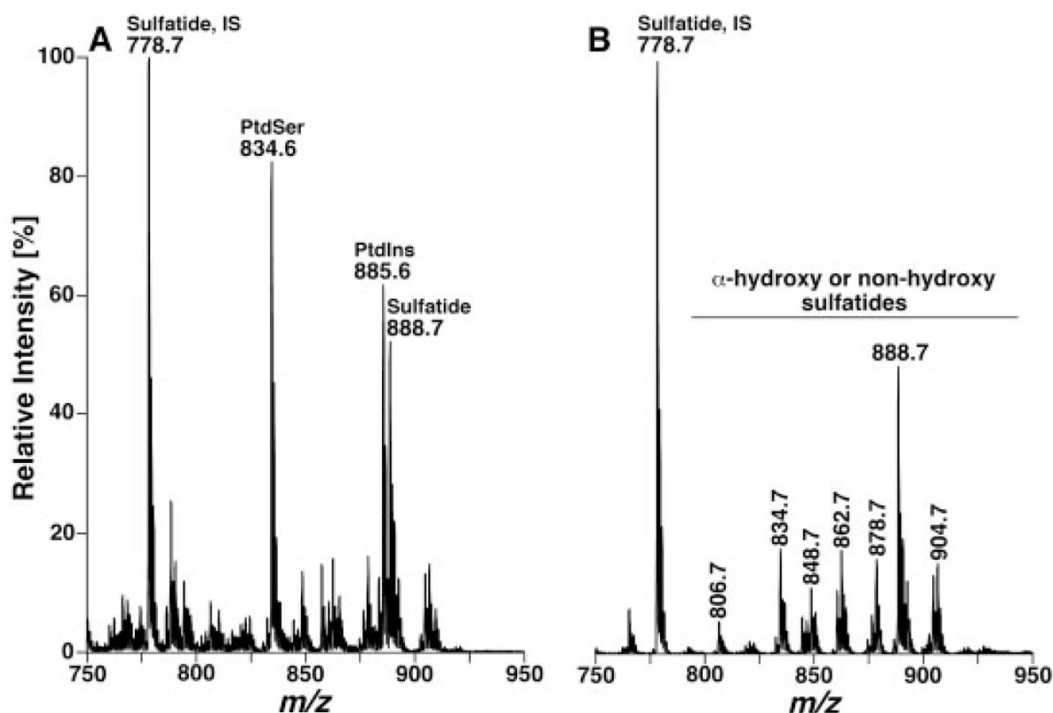 A
Sulfatide, IS
778.7
PtdSer
834.6
PtdIns
885.6
Sulfatide
888.7
Relative Intensity [%]
100
80
60
40
20
0
750
800
850
900
950
m/z
B
Sulfatide, IS
778.7
α-hydroxy or non-hydroxy
sulfatides
888.7
806.7
834.7
848.7
862.7
878.7
904.7
750
800
850
900
950
m/z